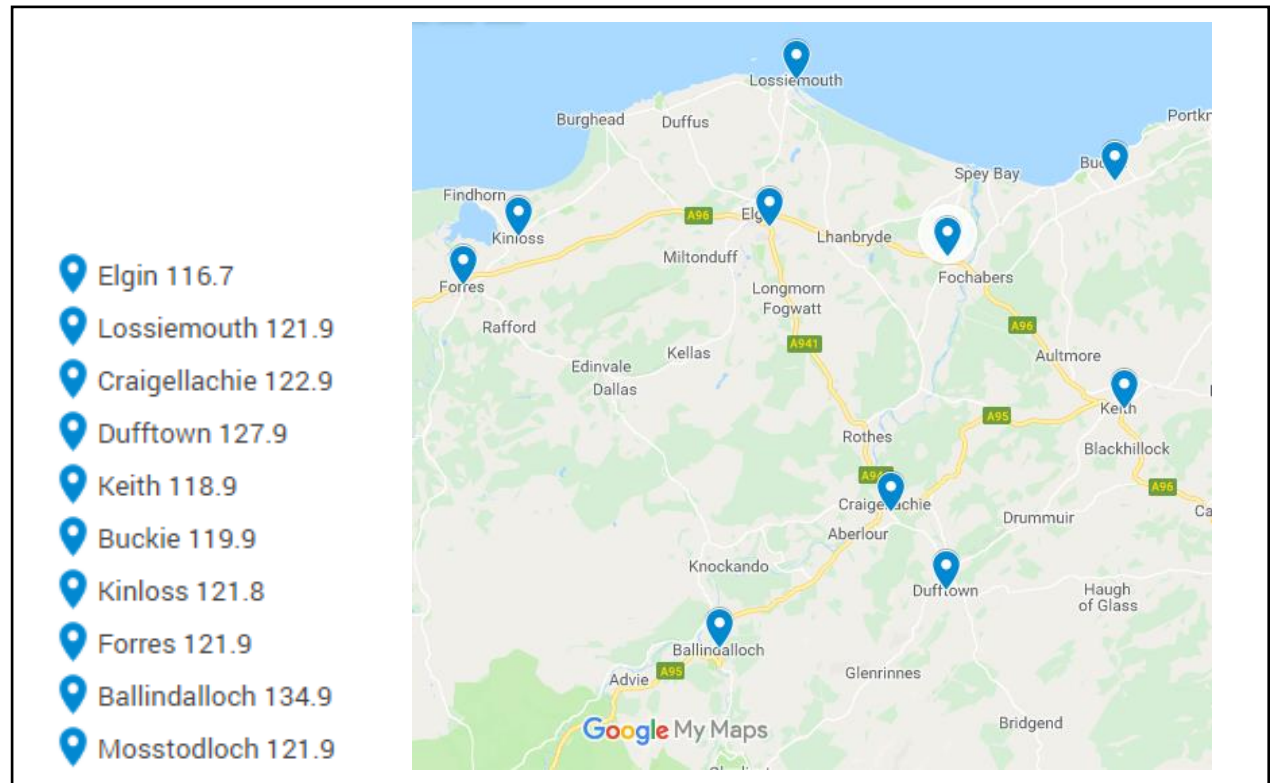 Elgin 116.7
Lossiemouth 121.9
Craigellachie 122.9
Dufftown 127.9
Keith 118.9
Buckie 119.9
Kinloss 121.8
Forres 121.9
Ballindalloch 134.9
Mosstodloch 121.9
Lossiemouth
Burghead
Duffus
Portkn
Spey Bay
Findhorn
A96
Kinloss
Lhanbryde
Miltonduff
Fochabers
Forres
Longmorn
Fogwatt
Rafford
A96
A941
Kellas
Aultmore
Edinvale
Dallas
Keith
A95
Rothes
Blackhillock
A96
Craigellachie
Drummuir
Aberlour
Knockando
Dufftown
Haugh
of Glass
Ballindalloch
A95
Advie
Glenrinnes
Bridgend
Google My Maps